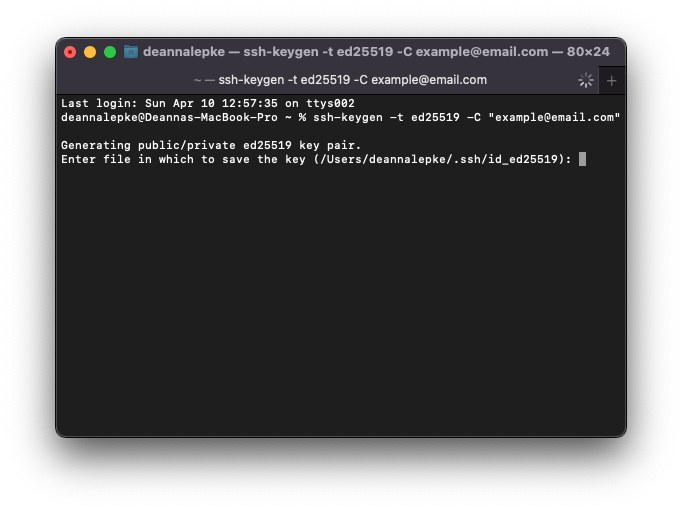 deannalepke — ssh-keygen -t ed25519 -C example@email.com — 80×24
~ — ssh-keygen -t ed25519 -C example@email.com
Last login: Sun Apr 10 12:57:35 on ttys002
deannalepke@Deannas-MacBook-Pro ~ % ssh-keygen -t ed25519 -C "example@email.com"
Generating public/private ed25519 key pair.
Enter file in which to save the key (/Users/deannalepke/.ssh/id_ed25519):